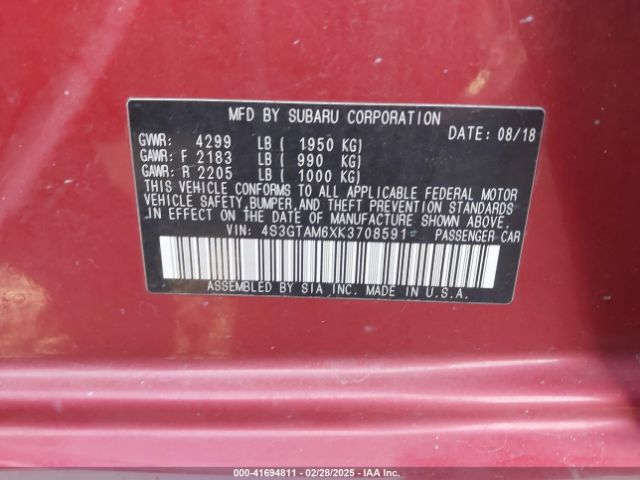 MFD BY SUBARU CORPORATION
GVWR: 4299 LB ( 1950 KG) DATE: 08/18
GAWR: F 2183 LB ( 990 KG)
GAWR: R 2205 LB ( 1000 KG)
THIS VEHICLE CONFORMS TO ALL APPLICABLE FEDERAL MOTOR
VEHICLE SAFETY, BUMPER, AND THEFT PREVENTION STANDARDS
IN EFFECT ON THE DATE OF MANUFACTURE SHOWN ABOVE.
VIN: 4S3GTAM6XK3708591 PASSENGER CAR
ASSEMBLED BY SIA INC. MADE IN U.S.A.
000-41694811 | 02/28/2025 - IAA Inc.